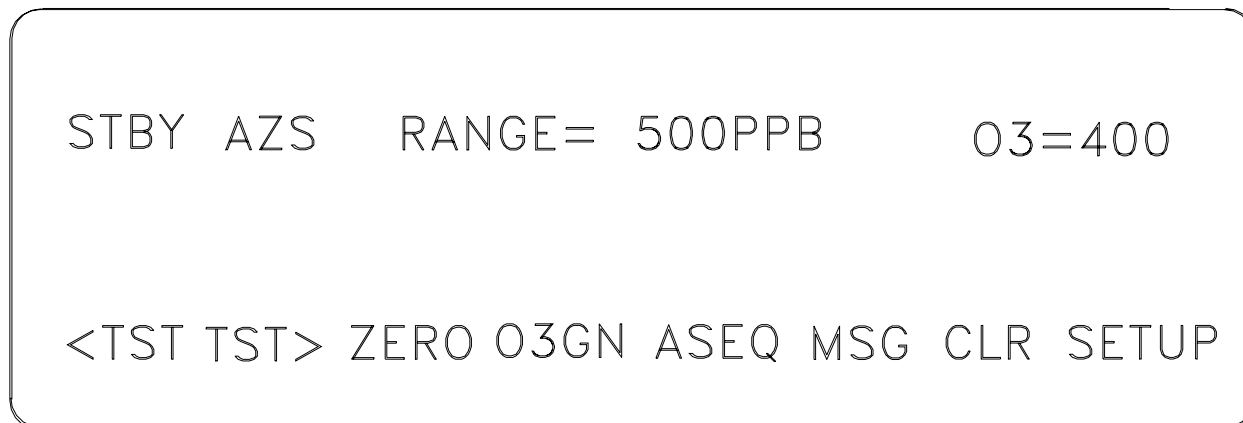 STBY AZS RANGE= 500PPB O3=400
<TST TST> ZERO O3GN ASEQ MSG CLR SETUP